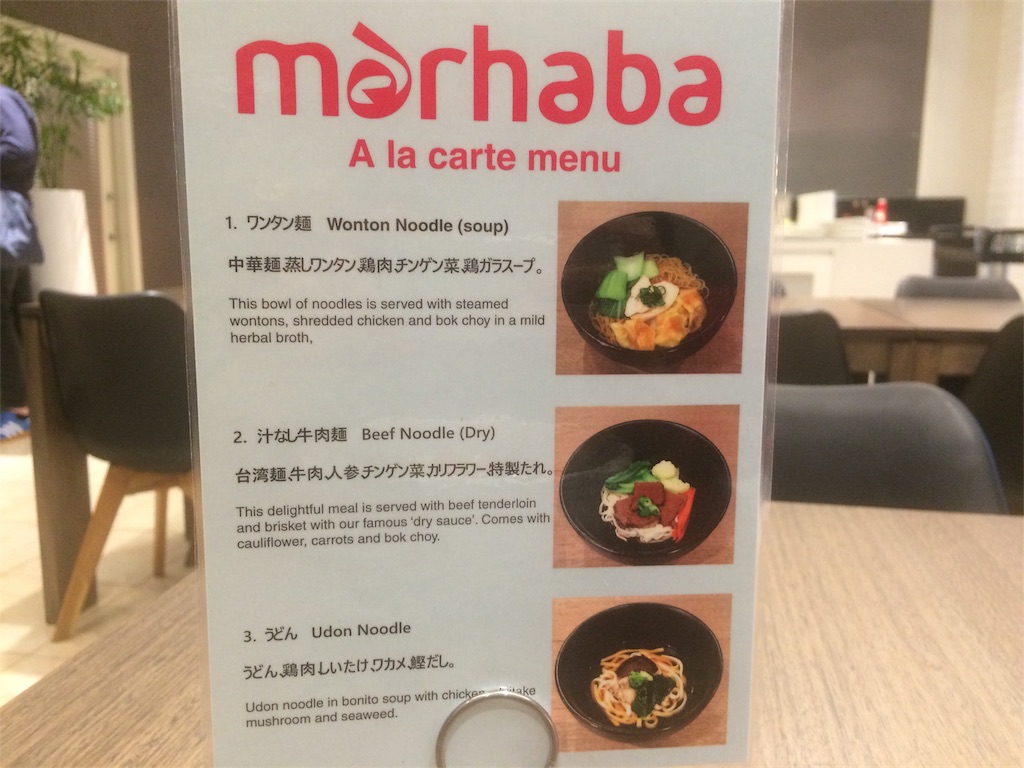 marhaba
A la carte menu
1. ワンタン麺 Wonton Noodle (soup)
中華麺、蒸しワンタン、鶏肉、チンゲン菜、鶏ガラスープ。
This bowl of noodles is served with steamed
wontons, shredded chicken and bok choy in a mild
herbal broth,
2. 汁なし牛肉麺 Beef Noodle (Dry)
台湾麺、牛肉、人参、チンゲン菜、カリフラワー、特製たれ。
This delightful meal is served with beef tenderloin
and brisket with our famous 'dry sauce'. Comes with
cauliflower, carrots and bok choy.
3. うどん Udon Noodle
うどん、鶏肉、しいたけ、ワカメ、鰹だし。
Udon noodle in bonito soup with chicken
mushroom and seaweed.